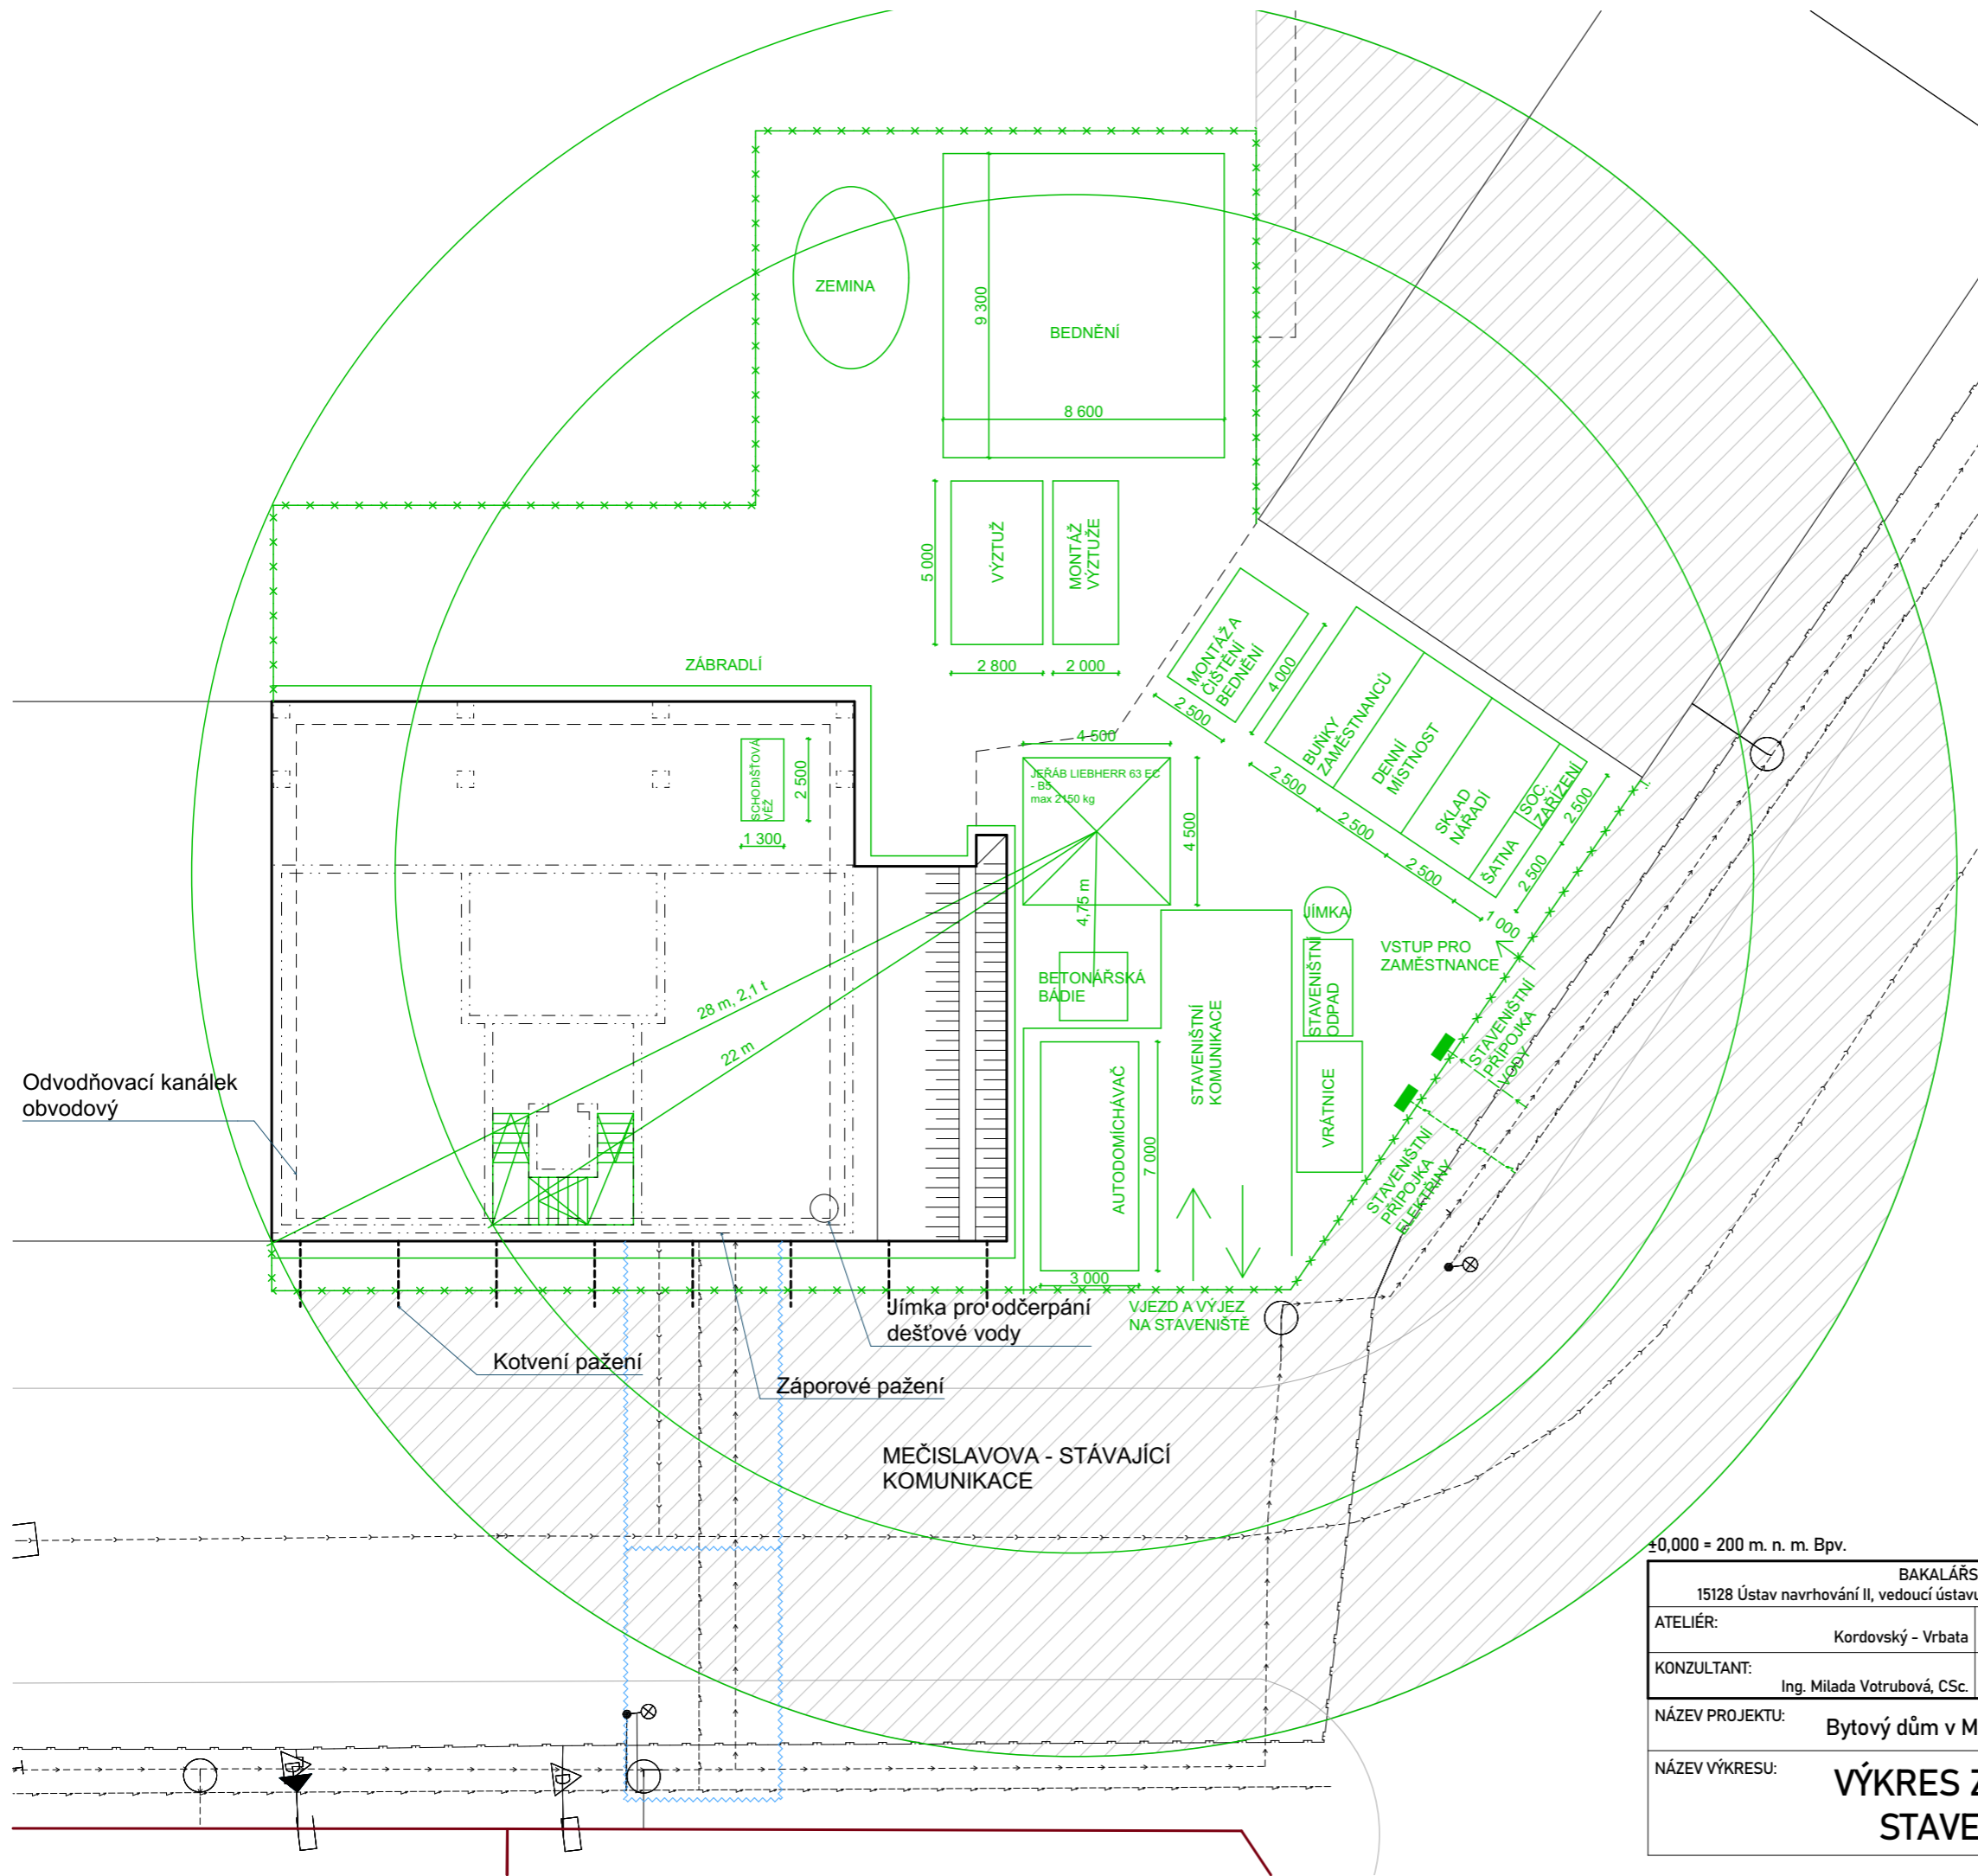 ZEMINA
9 300
BEDNĚNÍ
8 600
5 000
VÝZTUŽ
MONTÁŽ
VÝZTUŽE
2 800
2 000
ZÁBRADLÍ
MONTÁŽ A
ČIŠTĚNÍ
BEDNĚNÍ
2 500
4 000
BUŇKY
ZAMĚSTNANCŮ
DENNÍ
MÍSTNOST
SKLAD
NÁŘADÍ
SOC.
ZAŘÍZENÍ
ŠATNA
2 500
2 500
2 500
2 500
2 500
1 000
SCHODIŠŤOVÁ
VĚŽ
2 500
1 300
4 500
JEŘÁB LIEBHERR 63 EC
- B5
max 2150 kg
4 500
4,75 m
28 m, 2,1 t
22 m
JÍMKA
STAVENIŠTNÍ
ODPAD
VSTUP PRO
ZAMĚSTNANCE
BETONÁŘSKÁ
BÁDIE
STAVENIŠTNÍ
KOMUNIKACE
STAVENIŠTNÍ
PŘÍPOJKA
VODY
AUTODOMÍCHÁVAČ
7 000
3 000
VRÁTNICE
STAVENIŠTNÍ
PŘÍPOJKA
ELEKTŘINY
Odvodňovací kanálek
obvodový
VJEZD A VÝJEZ
NA STAVENIŠTĚ
Jímka pro odčerpání
dešťové vody
Kotvení pažení
Záporové pažení
MEČISLAVOVA - STÁVAJÍCÍ
KOMUNIKACE
±0,000 = 200 m. n. m. Bpv.
BAKALÁŘS
15128 Ústav navrhování II, vedoucí ústavu
ATELIÉR:
Kordovský - Vrbata
KONZULTANT:
Ing. Milada Votrubová, CSc.
NÁZEV PROJEKTU:
Bytový dům v M
NÁZEV VÝKRESU:
VÝKRES Z
STAVE